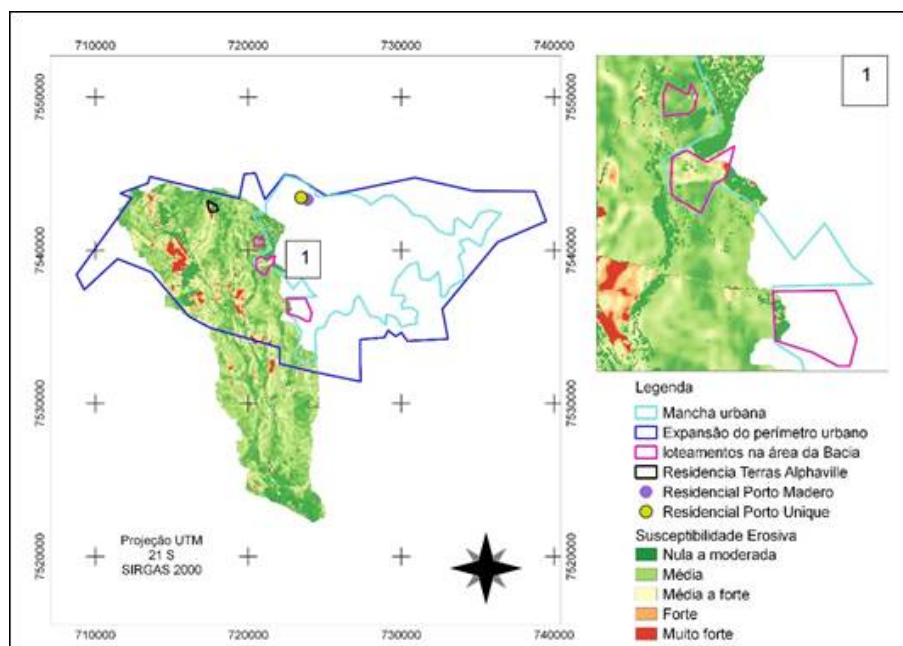 710000 720000 730000 740000
7550000
7540000
7530000
7520000
1
Projeção UTM
21 S
SIRGAS 2000
7550000
7540000
7530000
7520000
710000 720000 730000 740000
1
Legenda
Mancha urbana
Expansão do perímetro urbano
loteamentos na área da Bacia
Residencia Terras Alphaville
Residencial Porto Madero
Residencial Porto Unique
Susceptibilidade Erosiva
Nula a moderada
Média
Média a forte
Forte
Muito forte